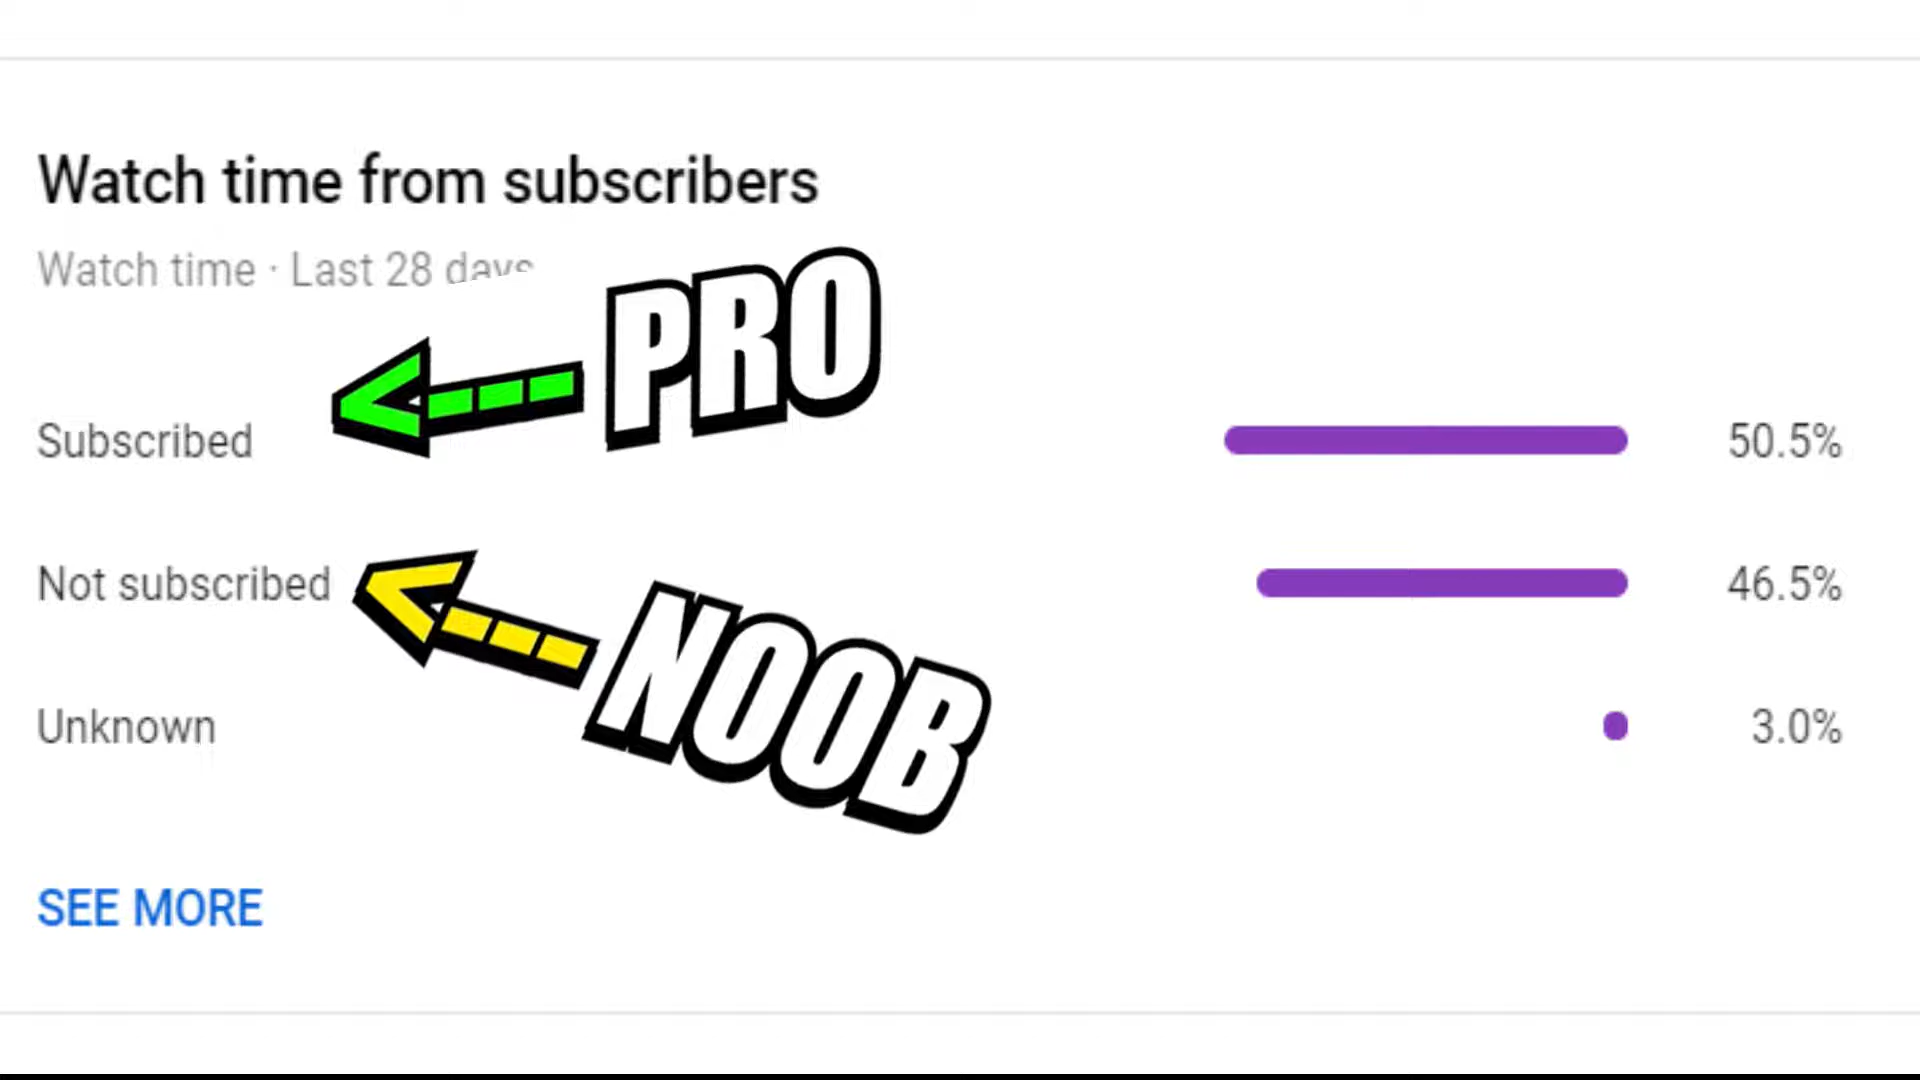 Watch time from subscribers
Watch time · Last 28 days
PRO
Subscribed 50.5%
Not subscribed 46.5%
NOOB
Unknown 3.0%
SEE MORE